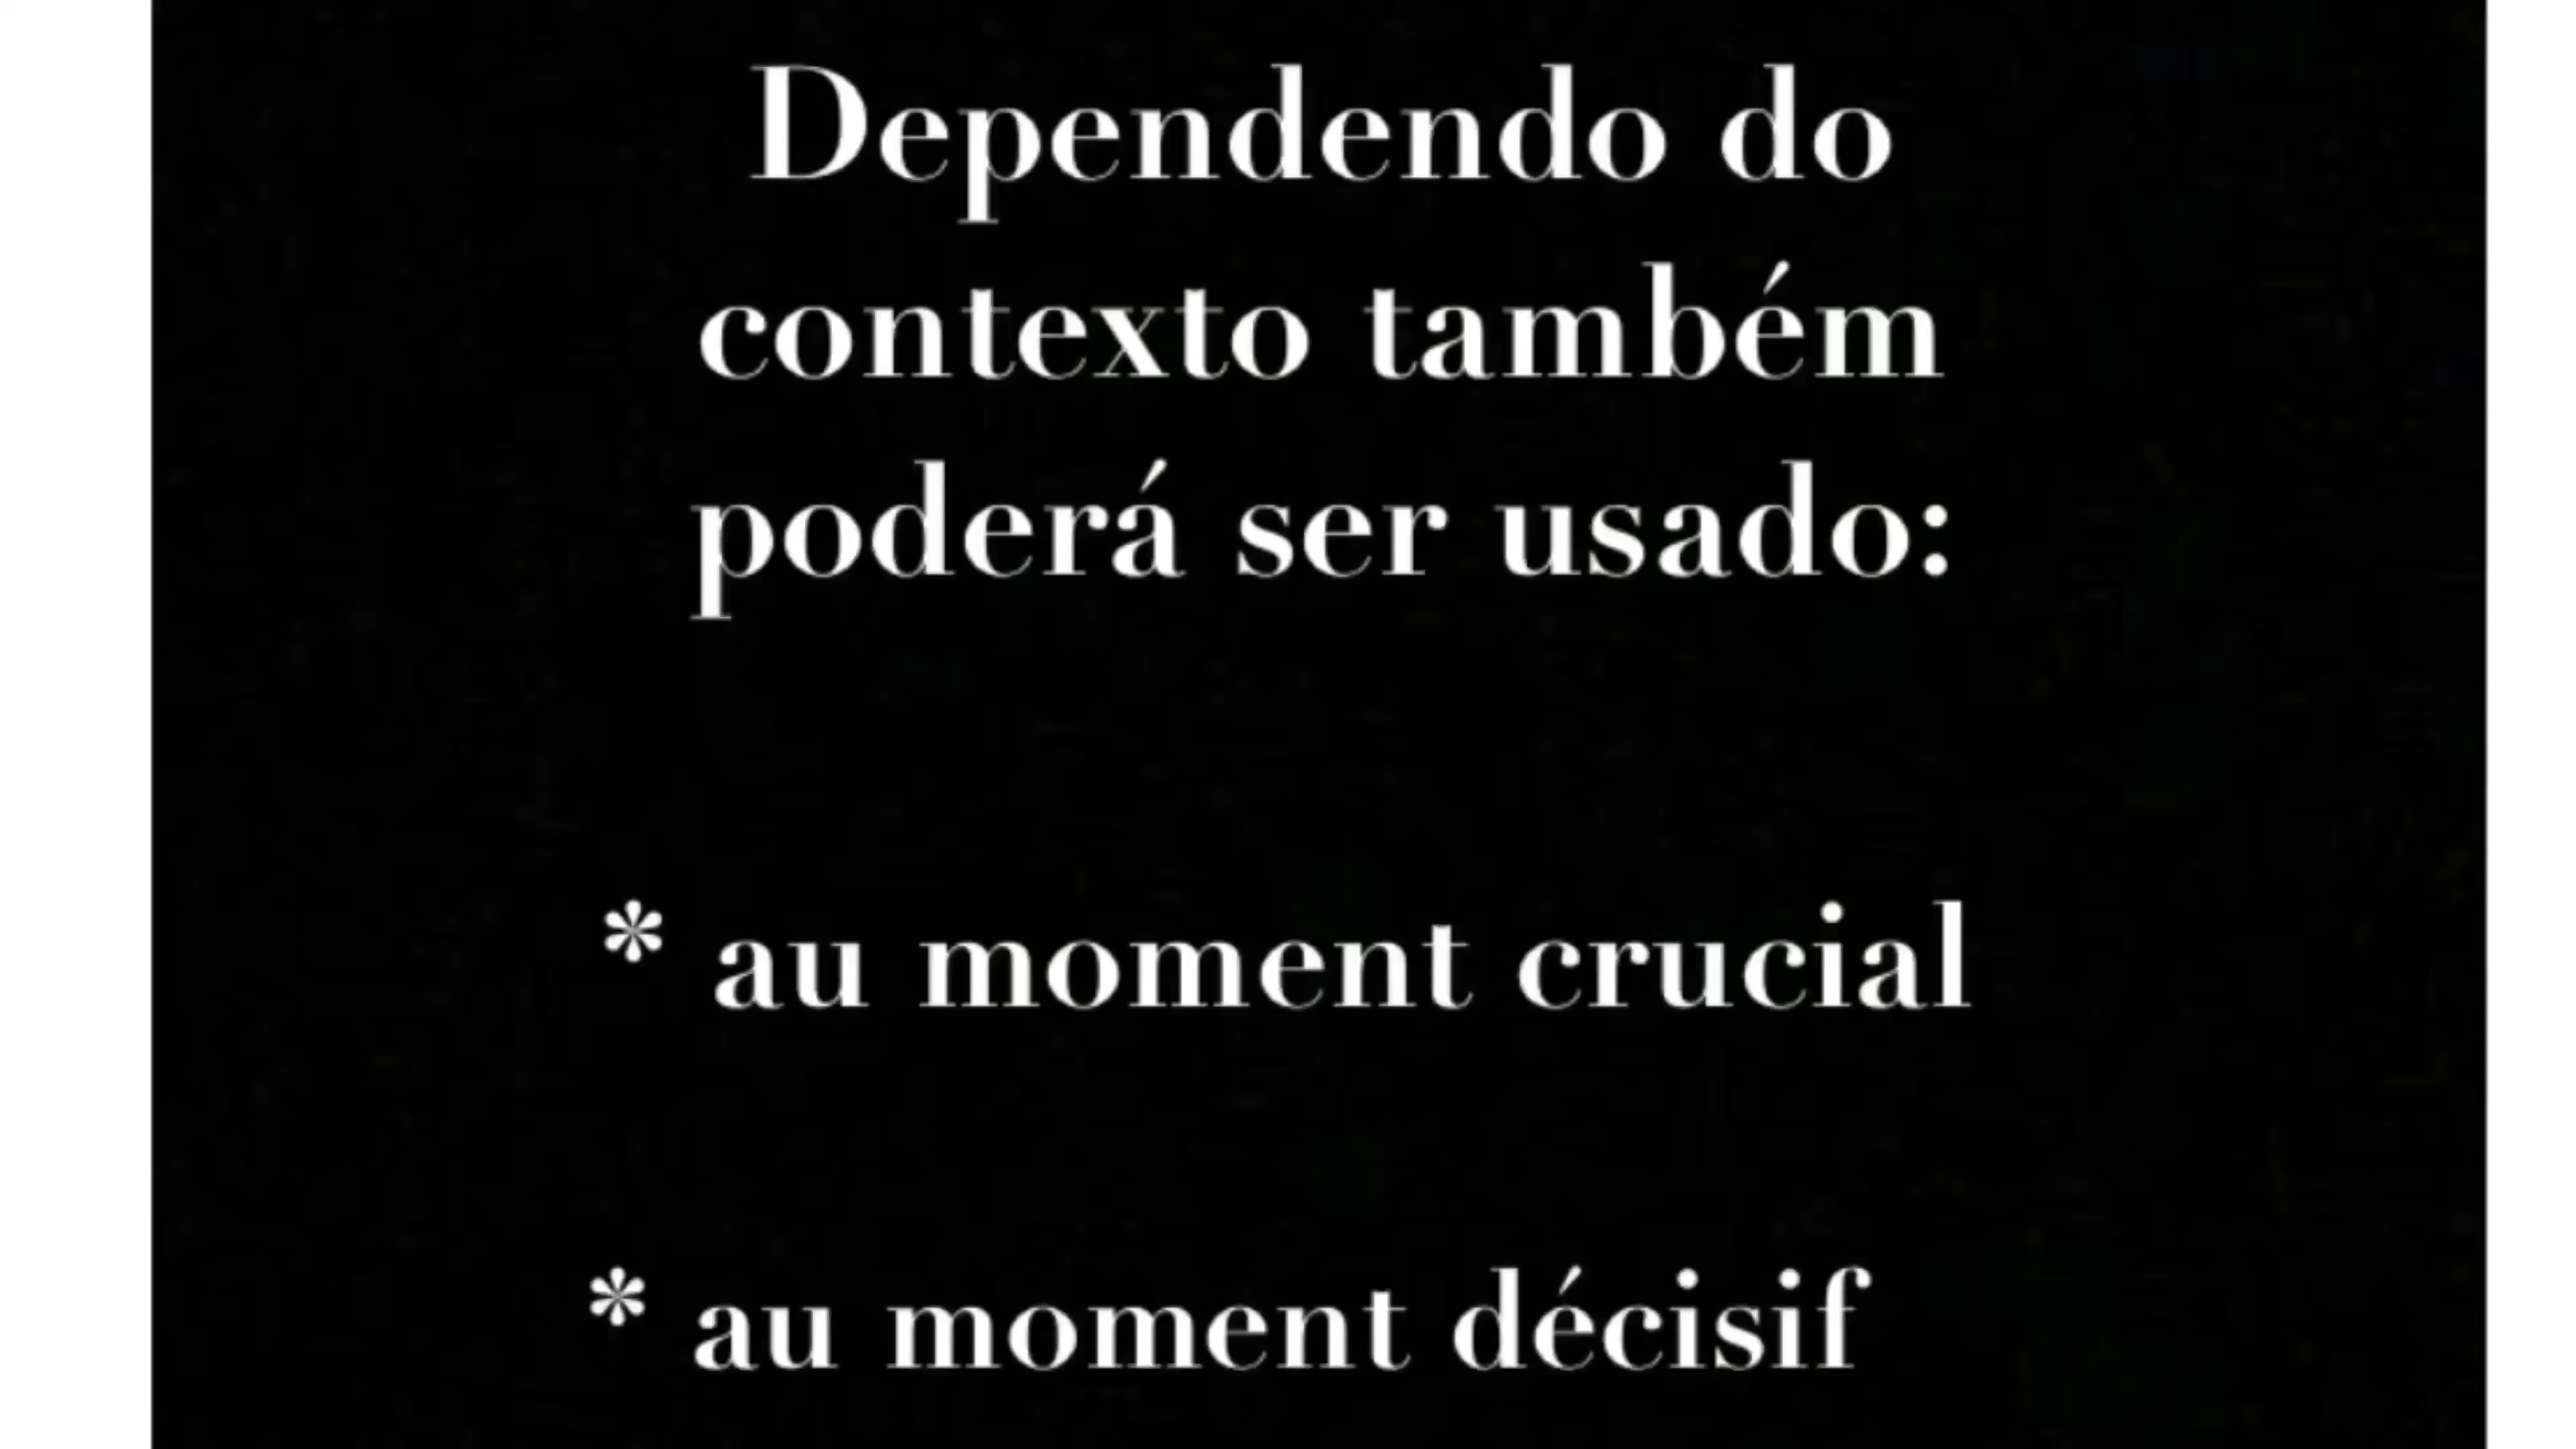 Dependendo do
contexto também
poderá ser usado:
* au moment crucial
* au moment décisif